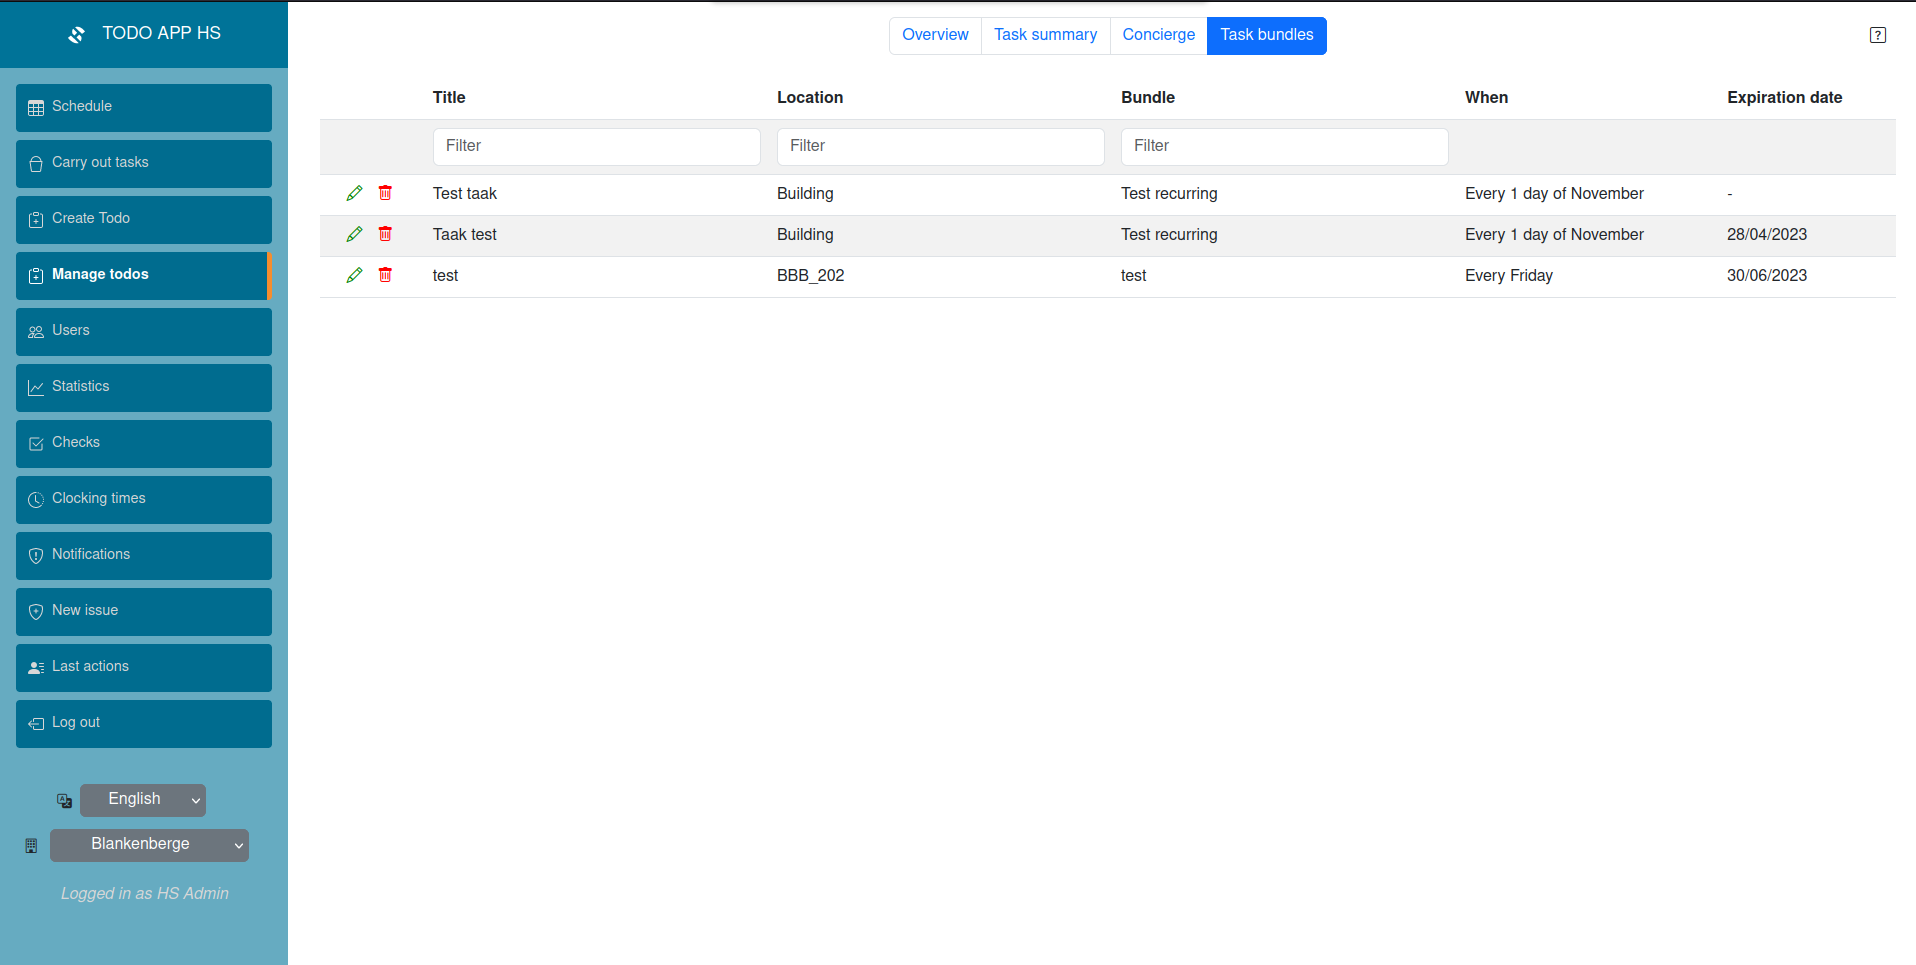 TODO APP HS
Schedule
Carry out tasks
Create Todo
Manage todos
Users
Statistics
Checks
Clocking times
Notifications
New issue
Last actions
Log out
English
Blankenberge
Logged in as HS Admin
Overview Task summary Concierge Task bundles
?
Title Location Bundle When Expiration date
Filter Filter Filter
Test taak Building Test recurring Every 1 day of November -
Taak test Building Test recurring Every 1 day of November 28/04/2023
test BBB_202 test Every Friday 30/06/2023